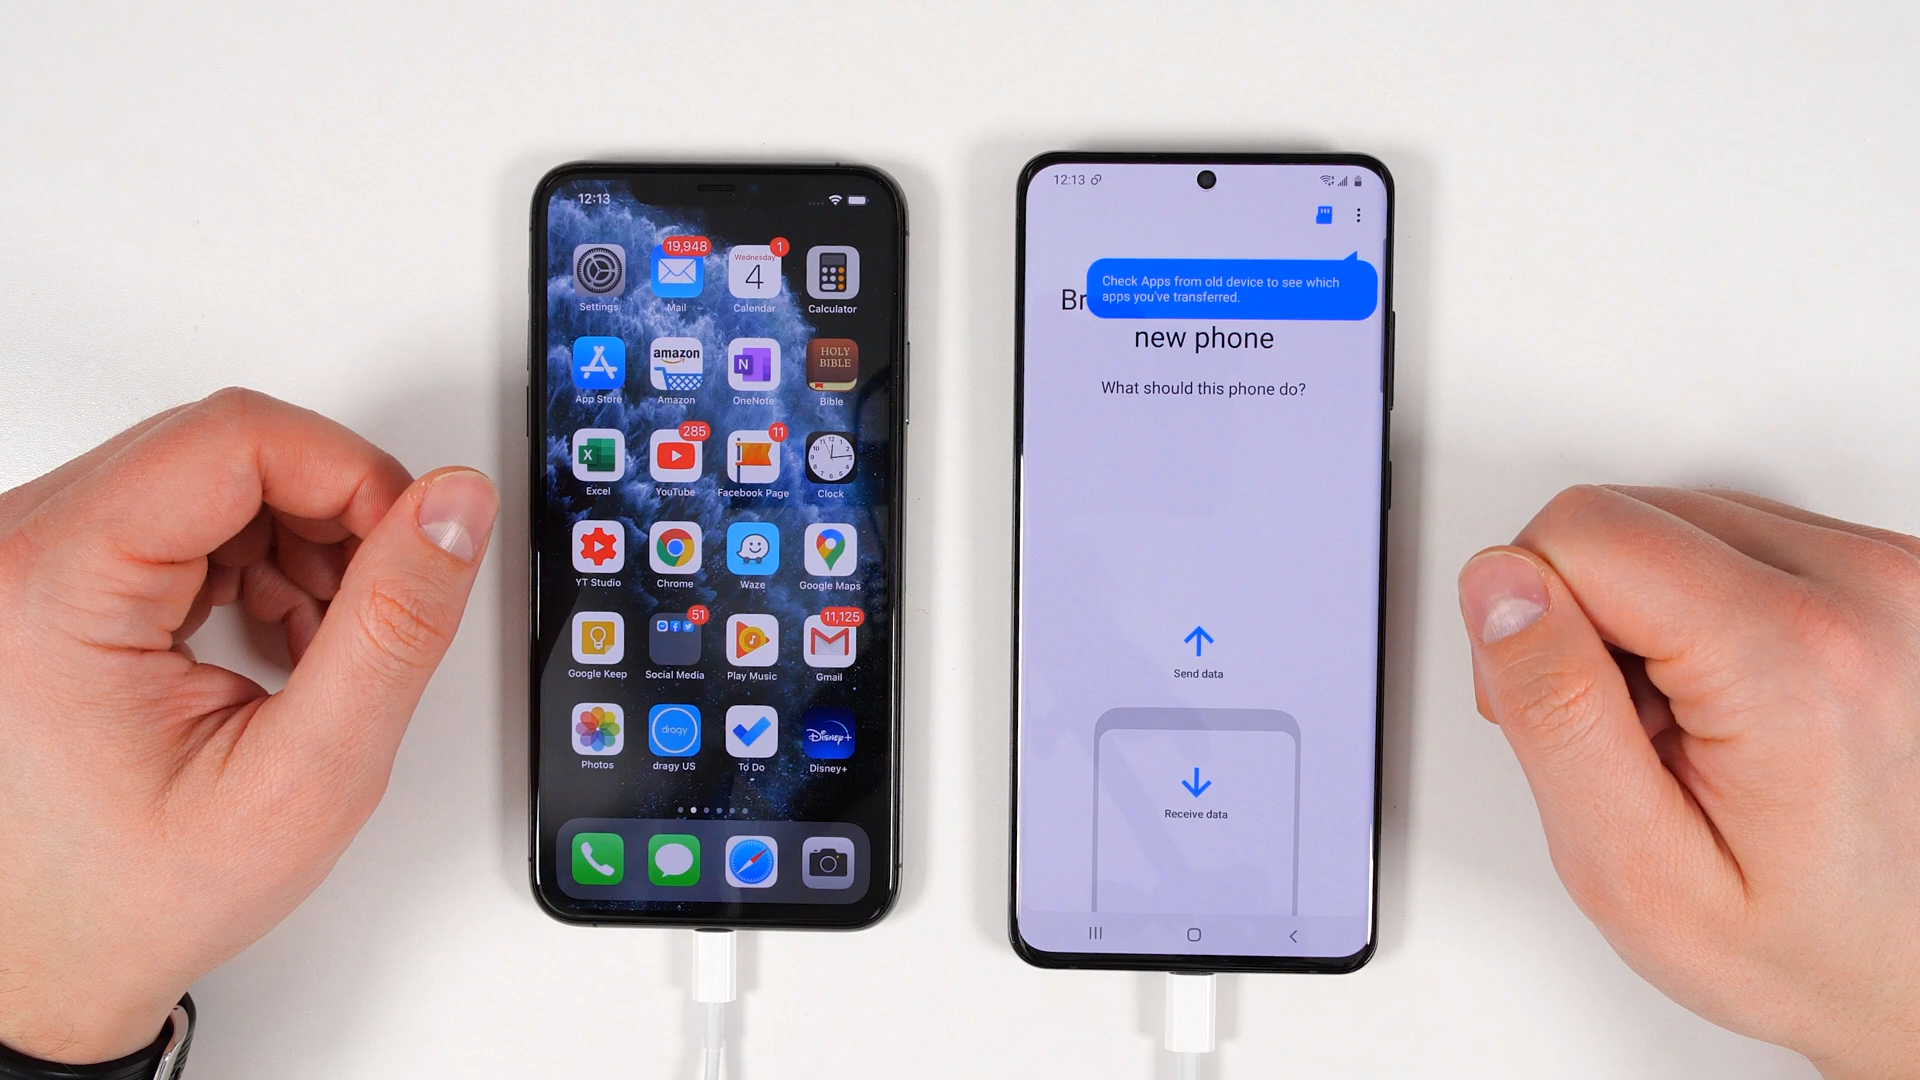 12:13
19,948
1
Wednesday
4
Settings
Mail
Calendar
Calculator
amazon
N
HOLY
BIBLE
App Store
Amazon
OneNote
Bible
285
11
X
Excel
YouTube
Facebook Page
Clock
YT Studio
Chrome
Waze
Google Maps
51
11,125
Google Keep
Social Media
Play Music
Gmail
dragy
Disney+
Photos
dragy US
To Do
Disney+
12:13
Check Apps from old device to see which
apps you've transferred.
Br
new phone
What should this phone do?
Send data
Receive data